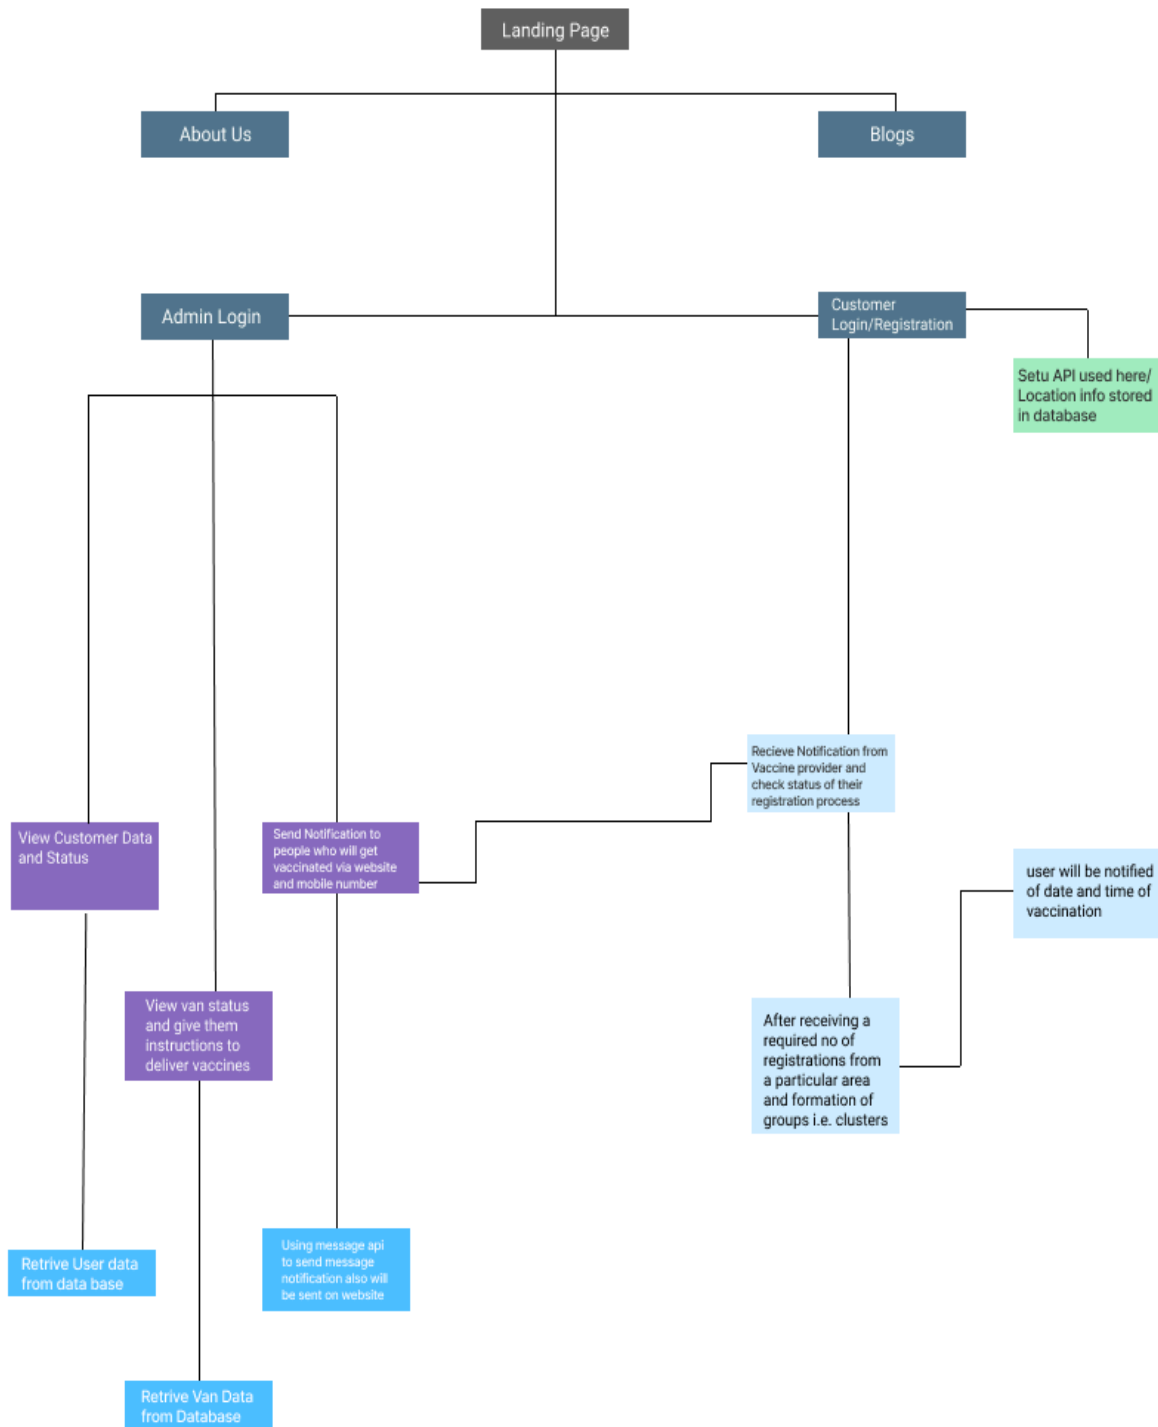 Landing Page
About Us
Blogs
Admin Login
Customer
Login/Registration
Setu API used here/
Location info stored
in database
Recieve Notification from
Vaccine provider and
check status of their
registration process
View Customer Data
and Status
Send Notification to
people who will get
vaccinated via website
and mobile number
user will be notified
of date and time of
vaccination
View van status
and give them
instructions to
deliver vaccines
After receiving a
required no of
registrations from
a particular area
and formation of
groups i.e. clusters
Retrive User data
from data base
Using message api
to send message
notification also will
be sent on website
Retrive Van Data
from Database